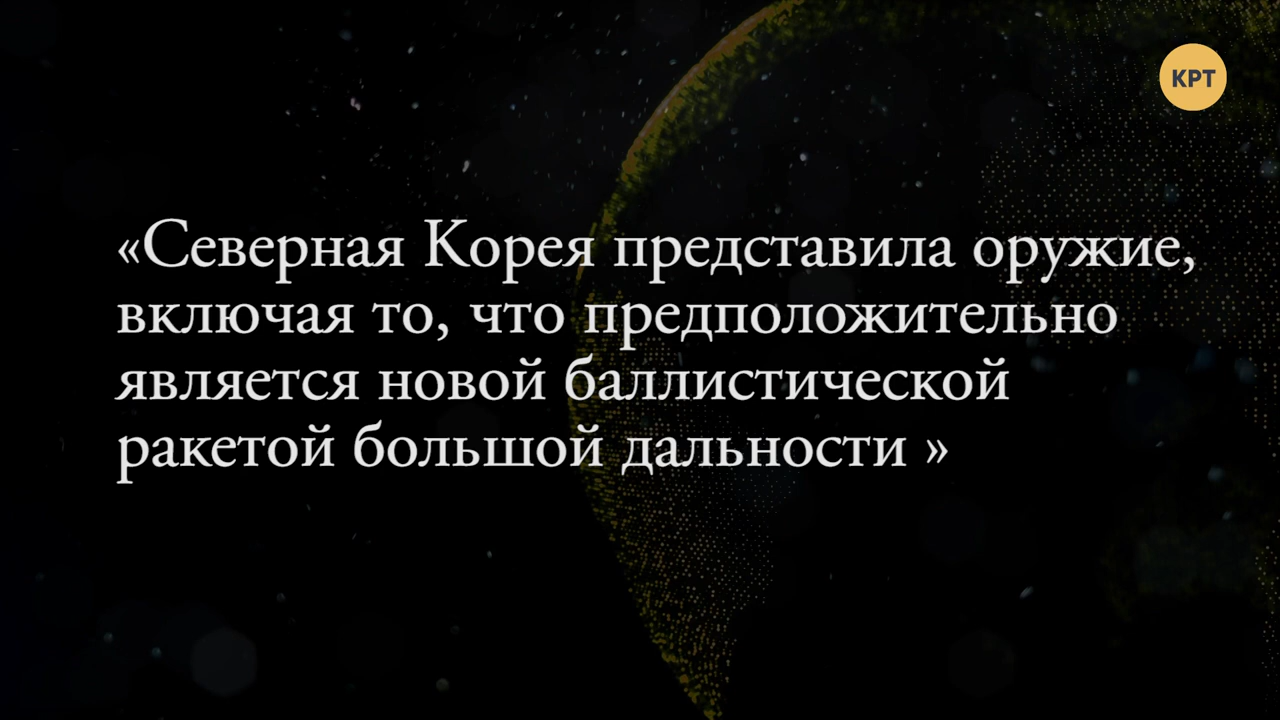 КРТ
«Северная Корея представила оружие,
включая то, что предположительно
является новой баллистической
ракетой большой дальности »